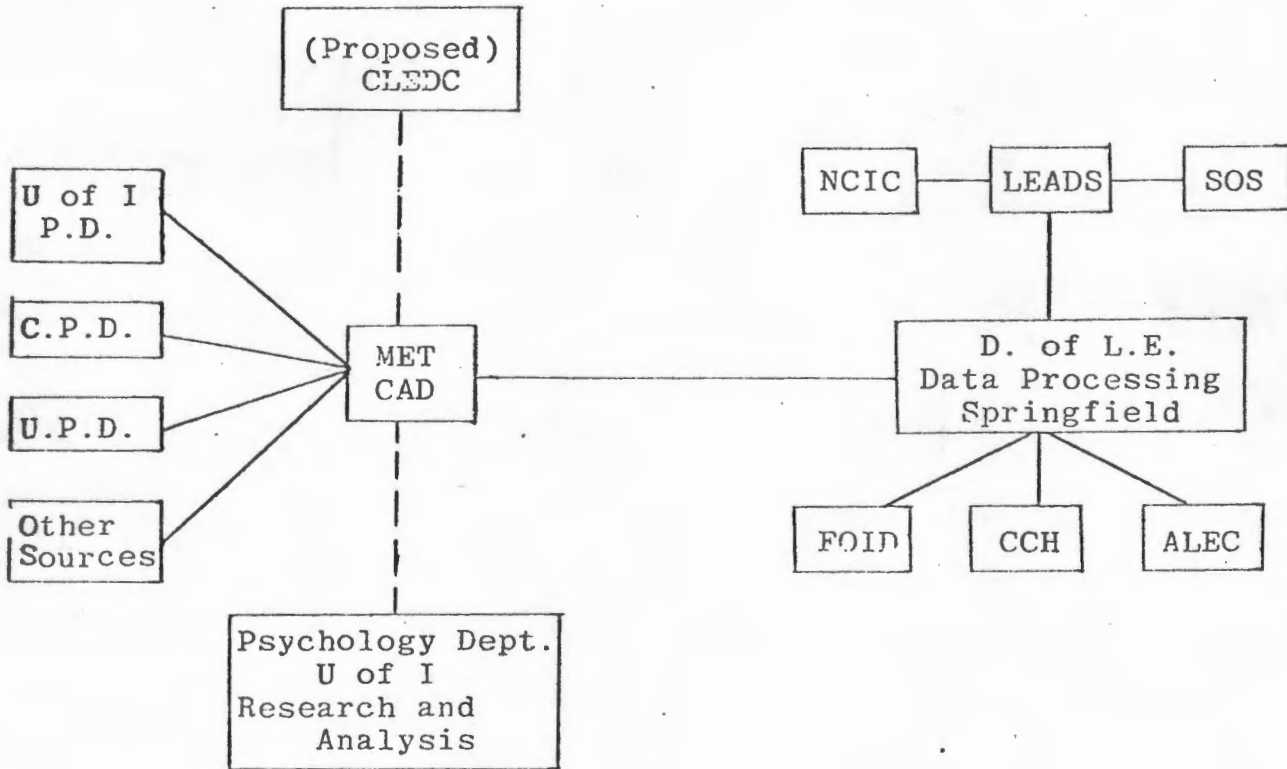 (Proposed)
CLEDC
U of I
P.D.
C.P.D.
U.P.D.
Other
Sources
MET
CAD
Psychology Dept.
U of I
Research and
Analysis
NCIC
LEADS
SOS
D. of L.E.
Data Processing
Springfield
FOID
CCH
ALEC